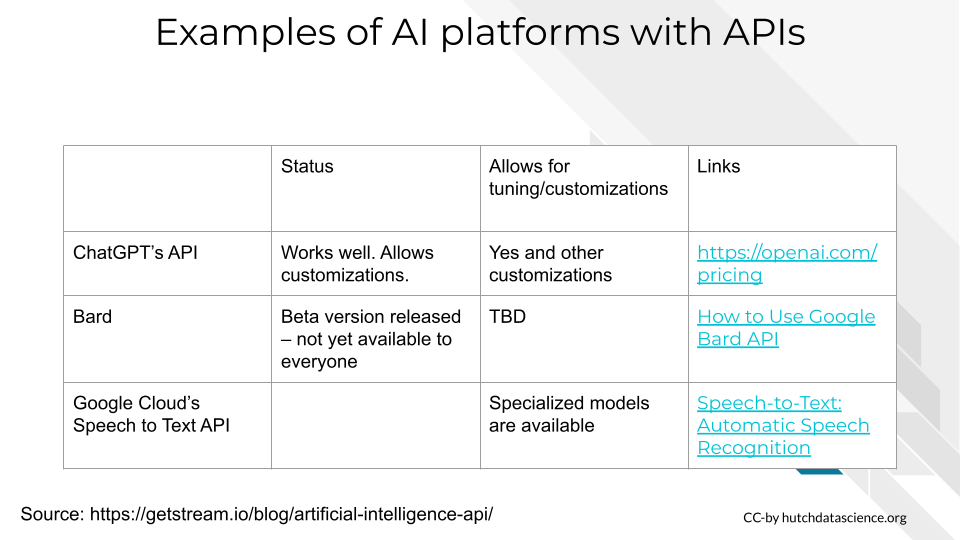 Examples of AI platforms with APIs
Status
Allows for
tuning/customizations
Links
ChatGPT’s API
Works well. Allows
customizations.
Yes and other
customizations
https://openai.com/
pricing
Bard
Beta version released
– not yet available to
everyone
TBD
How to Use Google
Bard API
Google Cloud’s
Speech to Text API
Specialized models
are available
Speech-to-Text:
Automatic Speech
Recognition
Source: https://getstream.io/blog/artificial-intelligence-api/
CC-by hutchdatascience.org